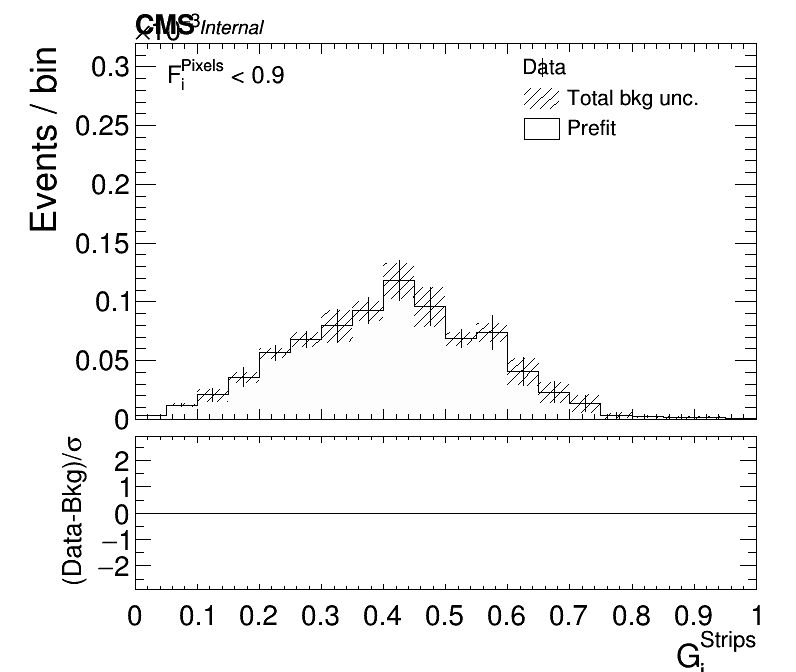 CMS Internal
×10³
F_i^Pixels < 0.9
Data
Total bkg unc.
Prefit
Events / bin
0.3
0.25
0.2
0.15
0.1
0.05
0
(Data-Bkg)/σ
2
1
0
−1
−2
0 0.1 0.2 0.3 0.4 0.5 0.6 0.7 0.8 0.9 1
G_i^Strips